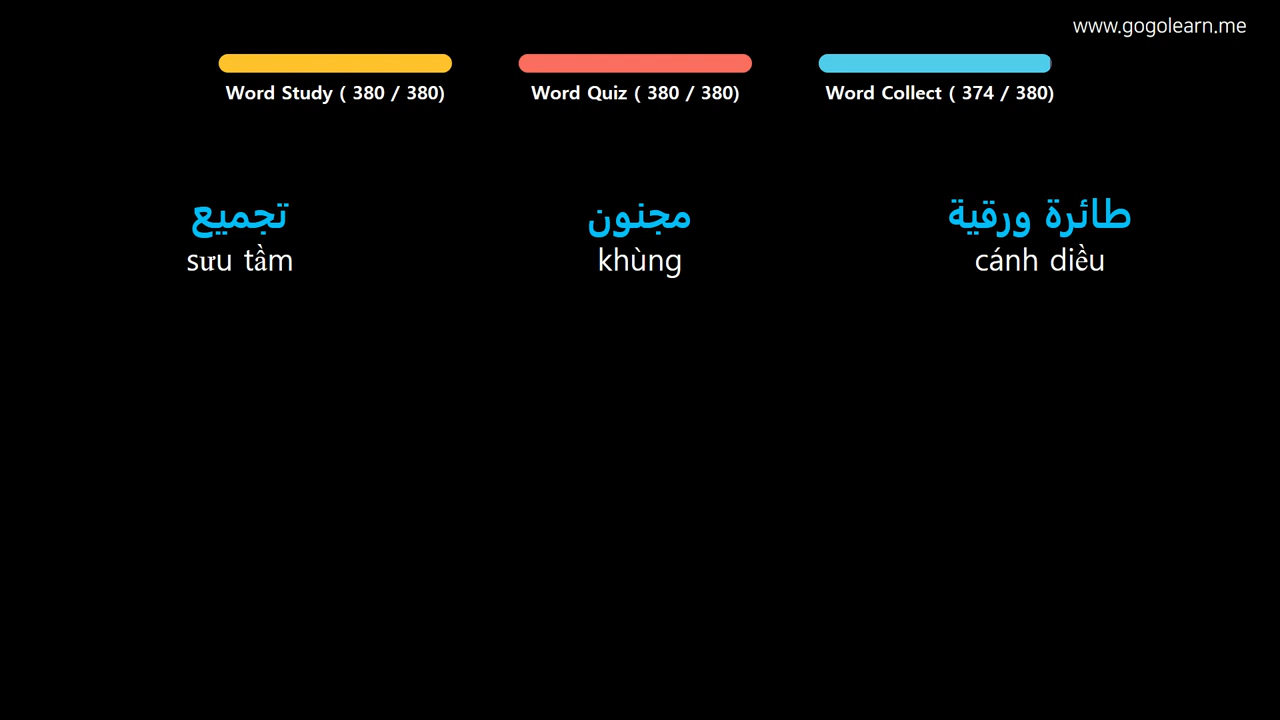 www.gogolearn.me
Word Study ( 380 / 380)
Word Quiz ( 380 / 380)
Word Collect ( 374 / 380)
تجميع
sưu tầm
مجنون
khùng
طائرة ورقية
cánh diều